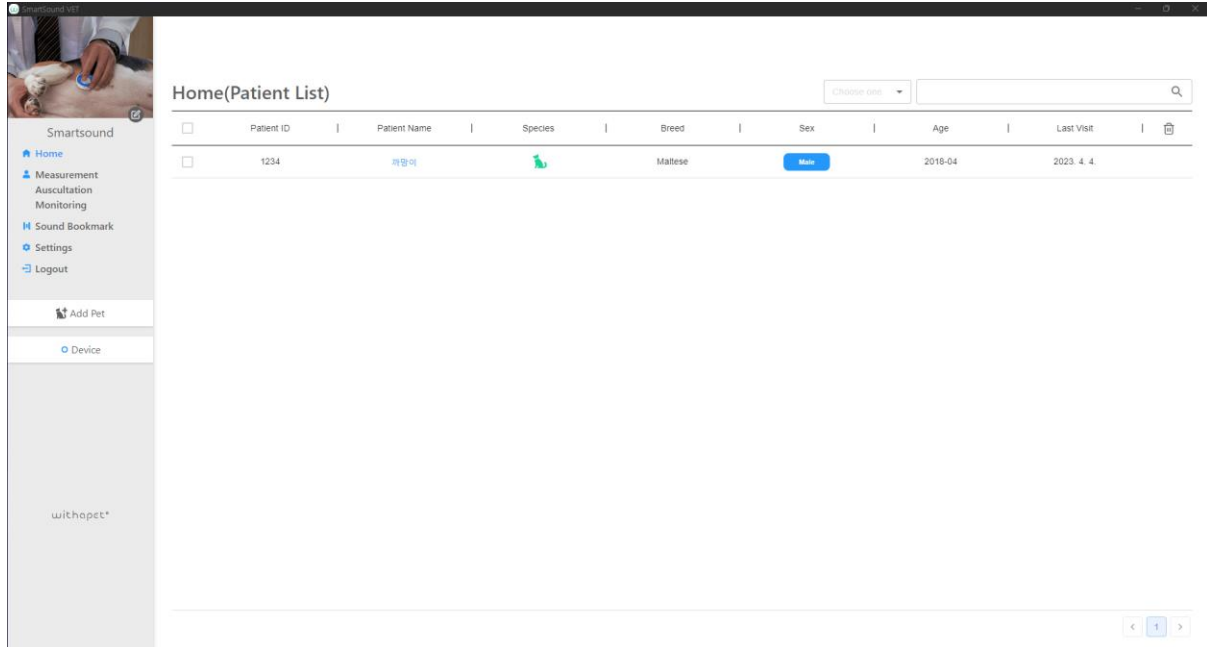 SmartSound VET
Smartsound
Home
Measurement
Auscultation
Monitoring
Sound Bookmark
Settings
Logout
Add Pet
Device
withapet+
Home(Patient List)
Choose one
Patient ID | Patient Name | Species | Breed | Sex | Age | Last Visit |
1234 까망이 Maltese Male 2018-04 2023. 4. 4.
< 1 >